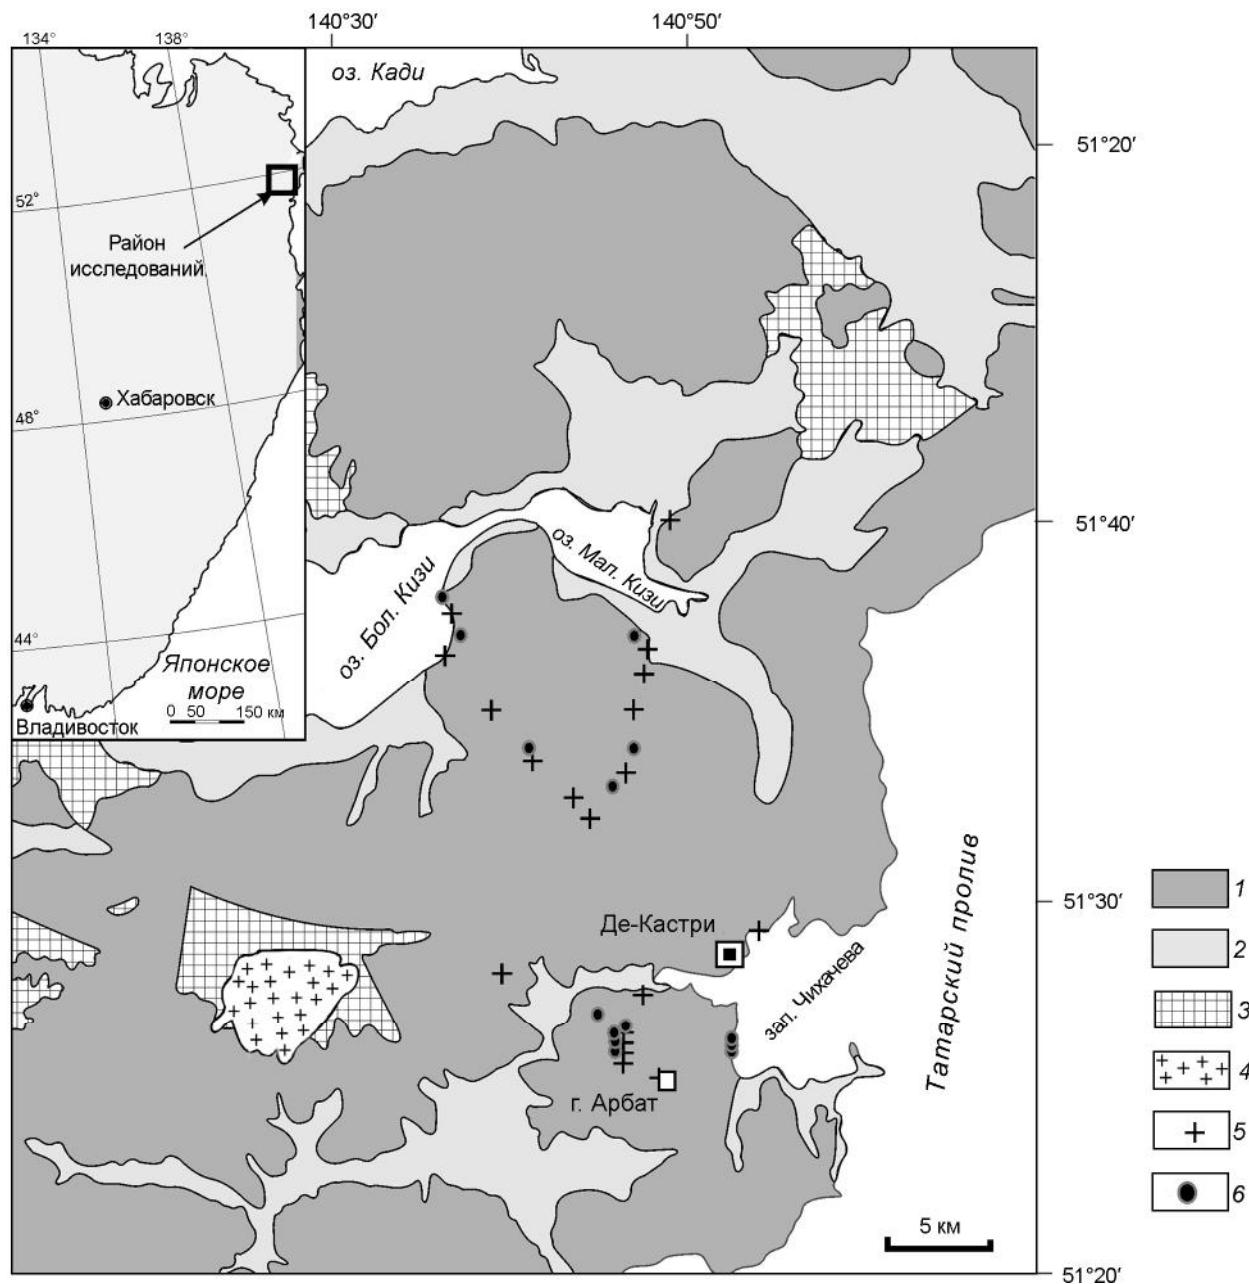 140°30′
140°50′
134°
138°
оз. Кади
51°20′
52°
Район
исследований
Хабаровск
48°
51°40′
оз. Мал. Кизи
оз. Бол. Кизи
44°
Японское
море
0 50 150 км
Владивосток
Татарский пролив
1
51°30′
Де-Кастри
2
зал. Чихачева
3
4
г. Арбат
5
6
5 км
51°20′